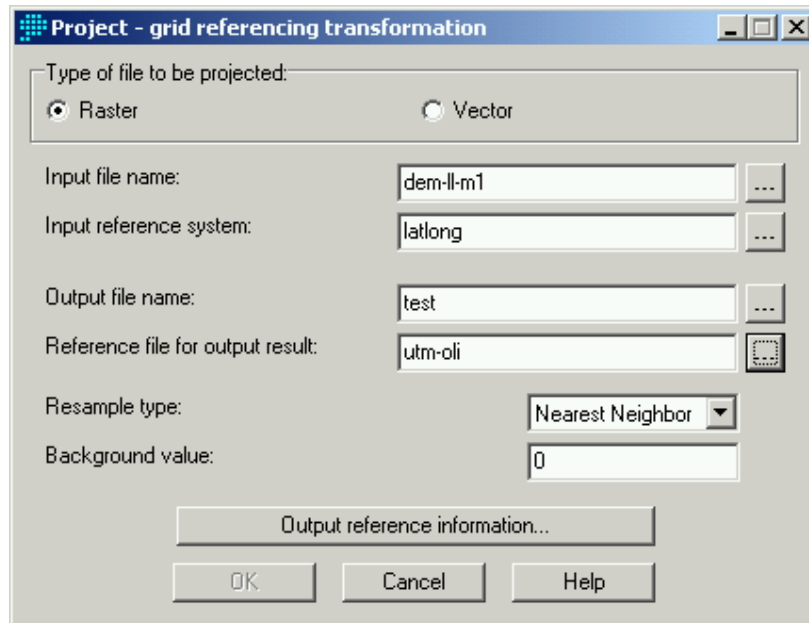 Project - grid referencing transformation
Type of file to be projected:
Raster Vector
Input file name: dem-ll-m1 ...
Input reference system: latlong ...
Output file name: test ...
Reference file for output result: utm-oli ...
Resample type: Nearest Neighbor
Background value: 0
Output reference information...
OK Cancel Help